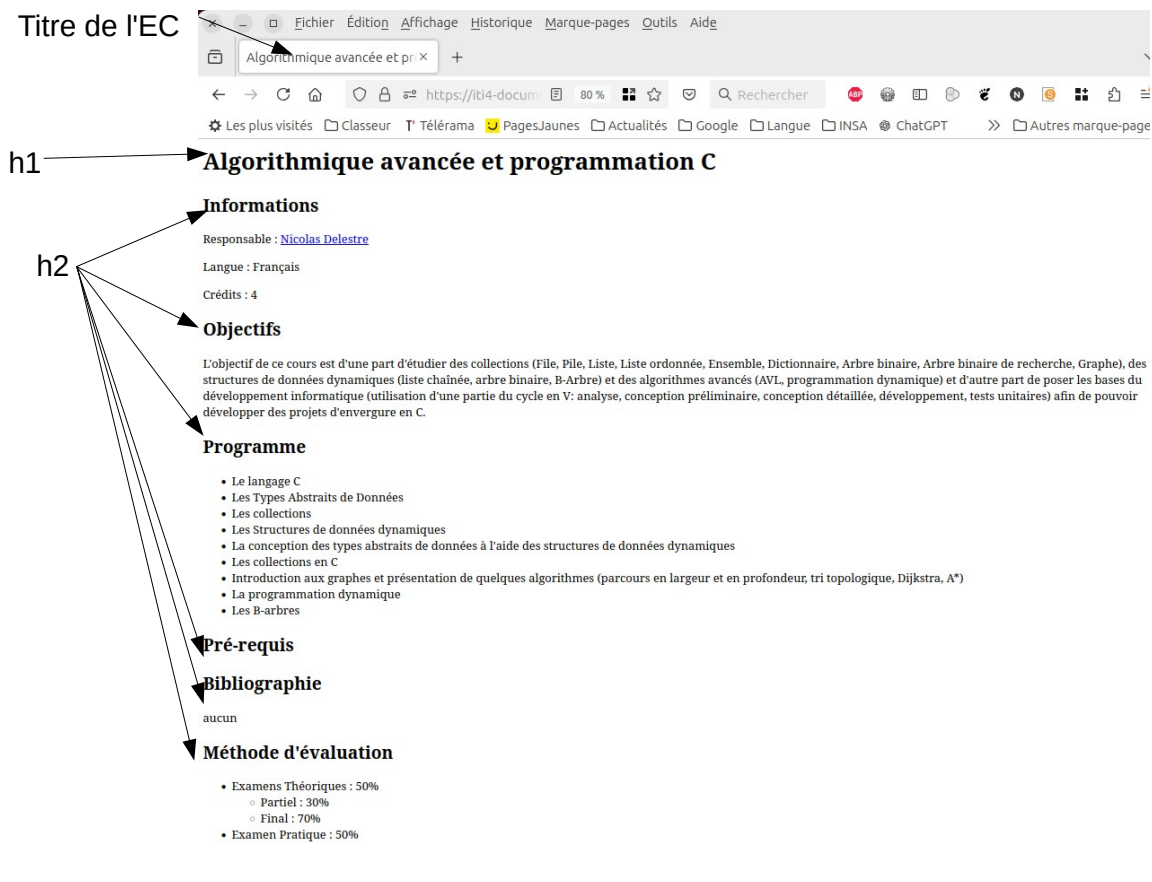 Titre de l'EC
Fichier Édition Affichage Historique Marque-pages Outils Aide
Algorithmique avancée et pr
https://iti4-docum 80 % Rechercher ABP N S
Les plus visités Classeur T Télérama PagesJaunes Actualités Google Langue INSA ChatGPT Autres marque-page
h1
Algorithmique avancée et programmation C
Informations
Responsable : Nicolas Delestre
h2
Langue : Français
Crédits : 4
Objectifs
L'objectif de ce cours est d'une part d'étudier des collections (File, Pile, Liste, Liste ordonnée, Ensemble, Dictionnaire, Arbre binaire, Arbre binaire de recherche, Graphe), des
structures de données dynamiques (liste chaînée, arbre binaire, B-Arbre) et des algorithmes avancés (AVL, programmation dynamique) et d'autre part de poser les bases du
développement informatique (utilisation d'une partie du cycle en V: analyse, conception préliminaire, conception détaillée, développement, tests unitaires) afin de pouvoir
développer des projets d'envergure en C.
Programme
• Le langage C
• Les Types Abstraits de Données
• Les collections
• Les Structures de données dynamiques
• La conception des types abstraits de données à l'aide des structures de données dynamiques
• Les collections en C
• Introduction aux graphes et présentation de quelques algorithmes (parcours en largeur et en profondeur, tri topologique, Dijkstra, A*)
• La programmation dynamique
• Les B-arbres
Pré-requis
Bibliographie
aucun
Méthode d'évaluation
• Examens Théoriques : 50%
◦ Partiel : 30%
◦ Final : 70%
• Examen Pratique : 50%